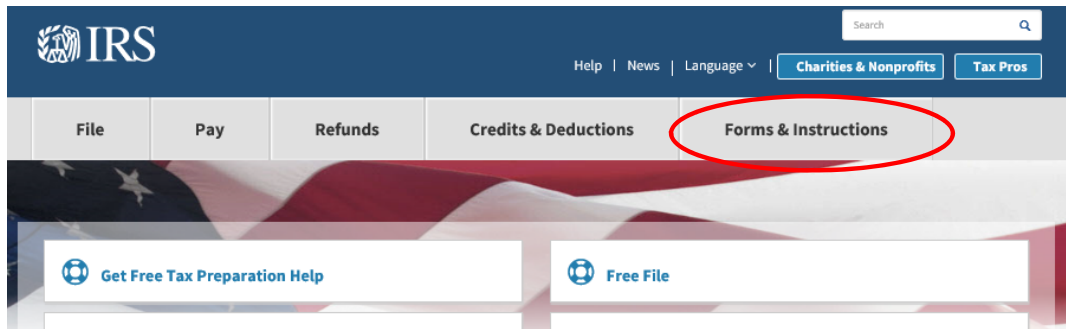 Search
IRS
Help | News | Language | Charities & Nonprofits Tax Pros
File Pay Refunds Credits & Deductions Forms & Instructions
Get Free Tax Preparation Help Free File